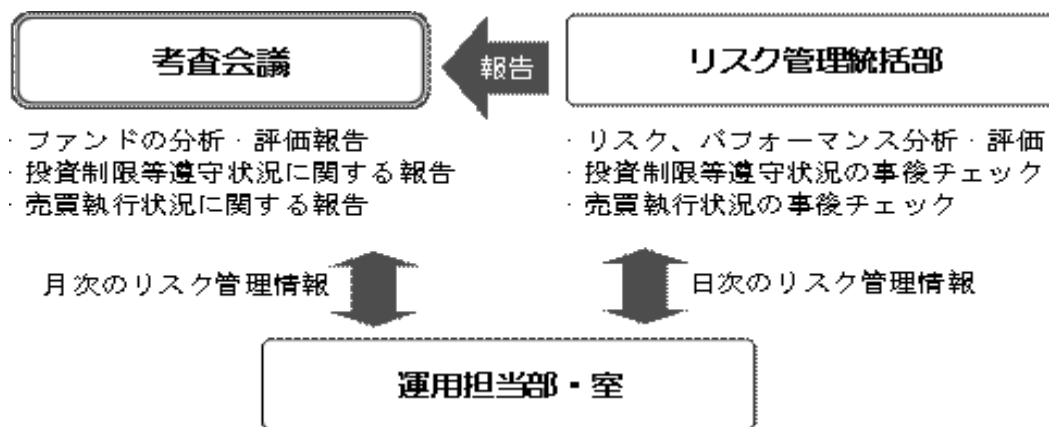 考査会議
報告
リスク管理統括部
· ファンドの分析・評価報告
· 投資制限等遵守状況に関する報告
· 売買執行状況に関する報告
· リスク、パフォーマンス分析・評価
· 投資制限等遵守状況の事後チェック
· 売買執行状況の事後チェック
月次のリスク管理情報
日次のリスク管理情報
運用担当部・室